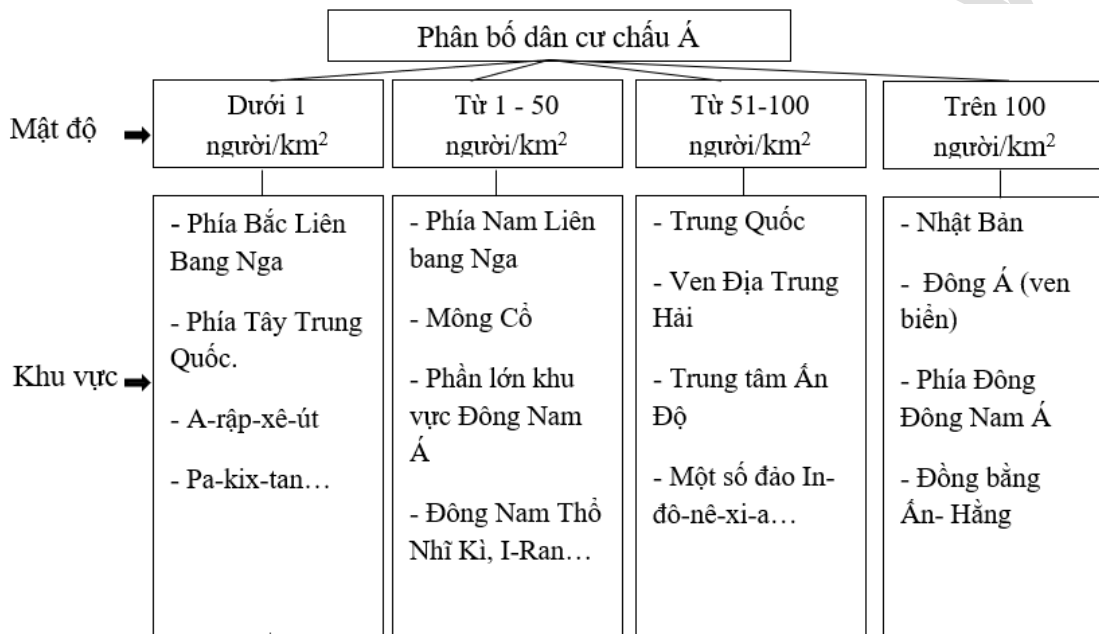 Phân bố dân cư châu Á
Mật độ
Dưới 1
người/km²
Từ 1 - 50
người/km²
Từ 51-100
người/km²
Trên 100
người/km²
Khu vực
- Phía Bắc Liên
Bang Nga
- Phía Tây Trung
Quốc.
- A-rập-xê-út
- Pa-kix-tan…
- Phía Nam Liên
bang Nga
- Mông Cổ
- Phần lớn khu
vực Đông Nam
Á
- Đông Nam Thổ
Nhĩ Kì, I-Ran…
- Trung Quốc
- Ven Địa Trung
Hải
- Trung tâm Ấn
Độ
- Một số đảo In-
đô-nê-xi-a…
- Nhật Bản
- Đông Á (ven
biển)
- Phía Đông
Đông Nam Á
- Đồng bằng
Ấn- Hằng